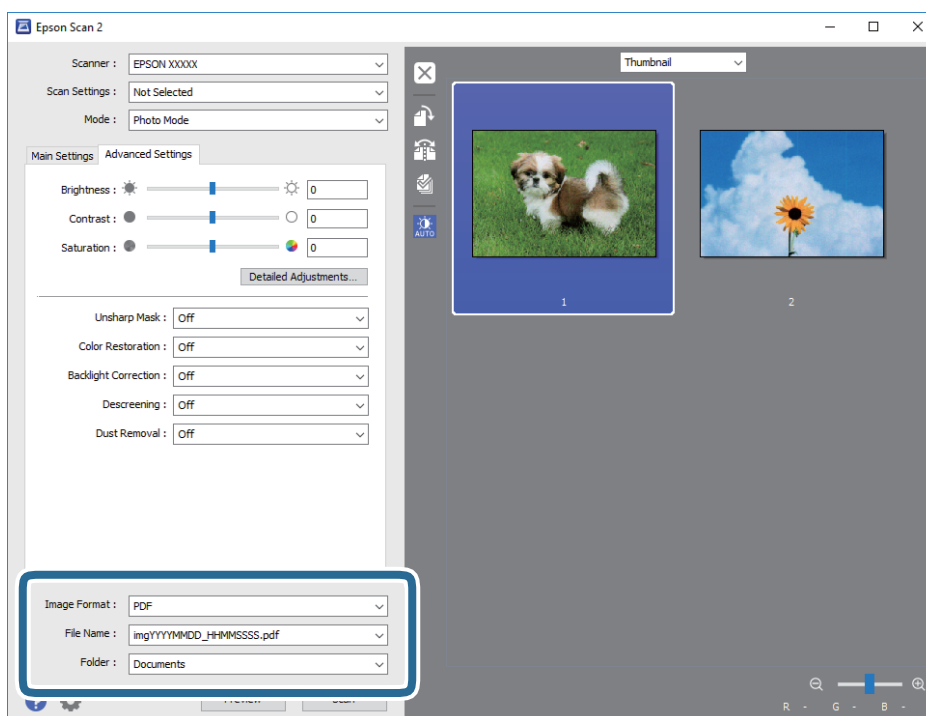 Epson Scan 2
Scanner : EPSON XXXXX
Scan Settings : Not Selected
Mode : Photo Mode
Main Settings Advanced Settings
Brightness : 0
Contrast : 0
Saturation : 0
Detailed Adjustments...
Unsharp Mask : Off
Color Restoration : Off
Backlight Correction : Off
Descreening : Off
Dust Removal : Off
Image Format : PDF
File Name : imgYYYYMMDD_HHMMSSSS.pdf
Folder : Documents
Preview Scan
Thumbnail
AUTO
1 2
R - G - B -